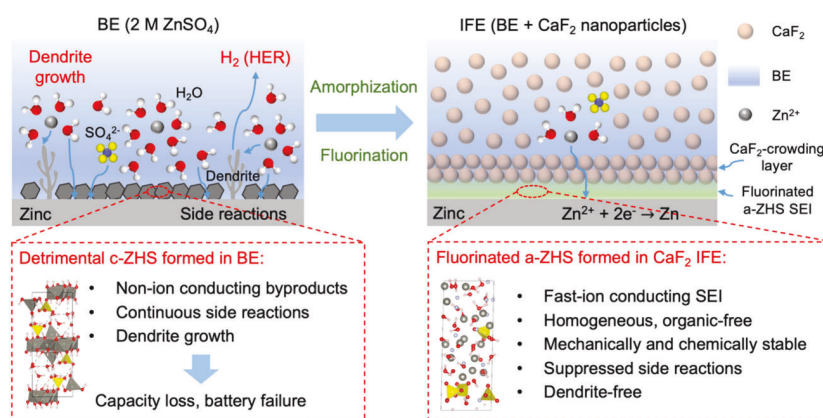 BE (2 M ZnSO₄)
Dendrite growth
H₂ (HER)
H₂O
SO₄²⁻
Dendrite
Zinc
Side reactions
Amorphization
Fluorination
IFE (BE + CaF₂ nanoparticles)
Zinc
Zn²⁺ + 2e⁻ → Zn
CaF₂
BE
Zn²⁺
CaF₂-crowding
layer
Fluorinated
a-ZHS SEI
Detrimental c-ZHS formed in BE:
• Non-ion conducting byproducts
• Continuous side reactions
• Dendrite growth
Capacity loss, battery failure
Fluorinated a-ZHS formed in CaF₂ IFE:
• Fast-ion conducting SEI
• Homogeneous, organic-free
• Mechanically and chemically stable
• Suppressed side reactions
• Dendrite-free